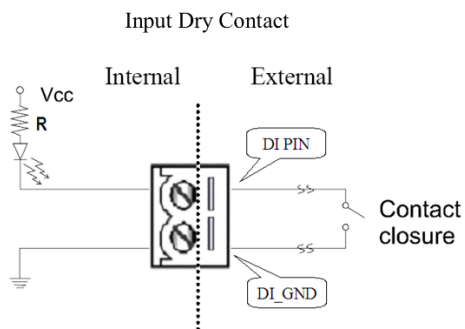 Input Dry Contact
Internal
External
Vcc
R
DI PIN
Contact
closure
DI_GND